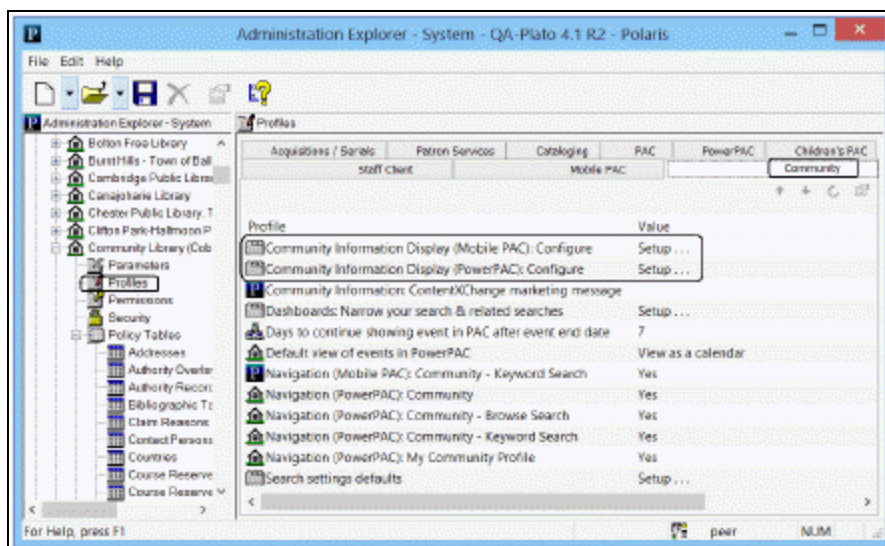 Administration Explorer - System - QA-Plato 4.1 R2 - Polaris
File Edit Help
Administration Explorer - System
Profiles
Bolton Free Library
Burnt Hills - Town of Ball
Cambridge Public Librar
Canajoharie Library
Chester Public Library, T
Clifton Park-Halfmoon P
Community Library (Cob
Parameters
Profiles
Permissions
Security
Policy Tables
Addresses
Authority Overlay
Authority Record
Bibliographic Ta
Claim Reasons
Contact Persons
Countries
Course Reserve
Course Reserve
Acquisitions / Serials Patron Services Cataloging PAC PowerPAC Children's PAC
Staff Client Mobile PAC Community
Profile Value
Community Information Display (Mobile PAC): Configure Setup . . .
Community Information Display (PowerPAC): Configure Setup . . .
Community Information: ContentXChange marketing message
Dashboards: Narrow your search & related searches Setup . . .
Days to continue showing event in PAC after event end date 7
Default view of events in PowerPAC View as a calendar
Navigation (Mobile PAC): Community - Keyword Search Yes
Navigation (PowerPAC): Community Yes
Navigation (PowerPAC): Community - Browse Search Yes
Navigation (PowerPAC): Community - Keyword Search Yes
Navigation (PowerPAC): My Community Profile Yes
Search settings defaults Setup . . .
For Help, press F1 peer NUM